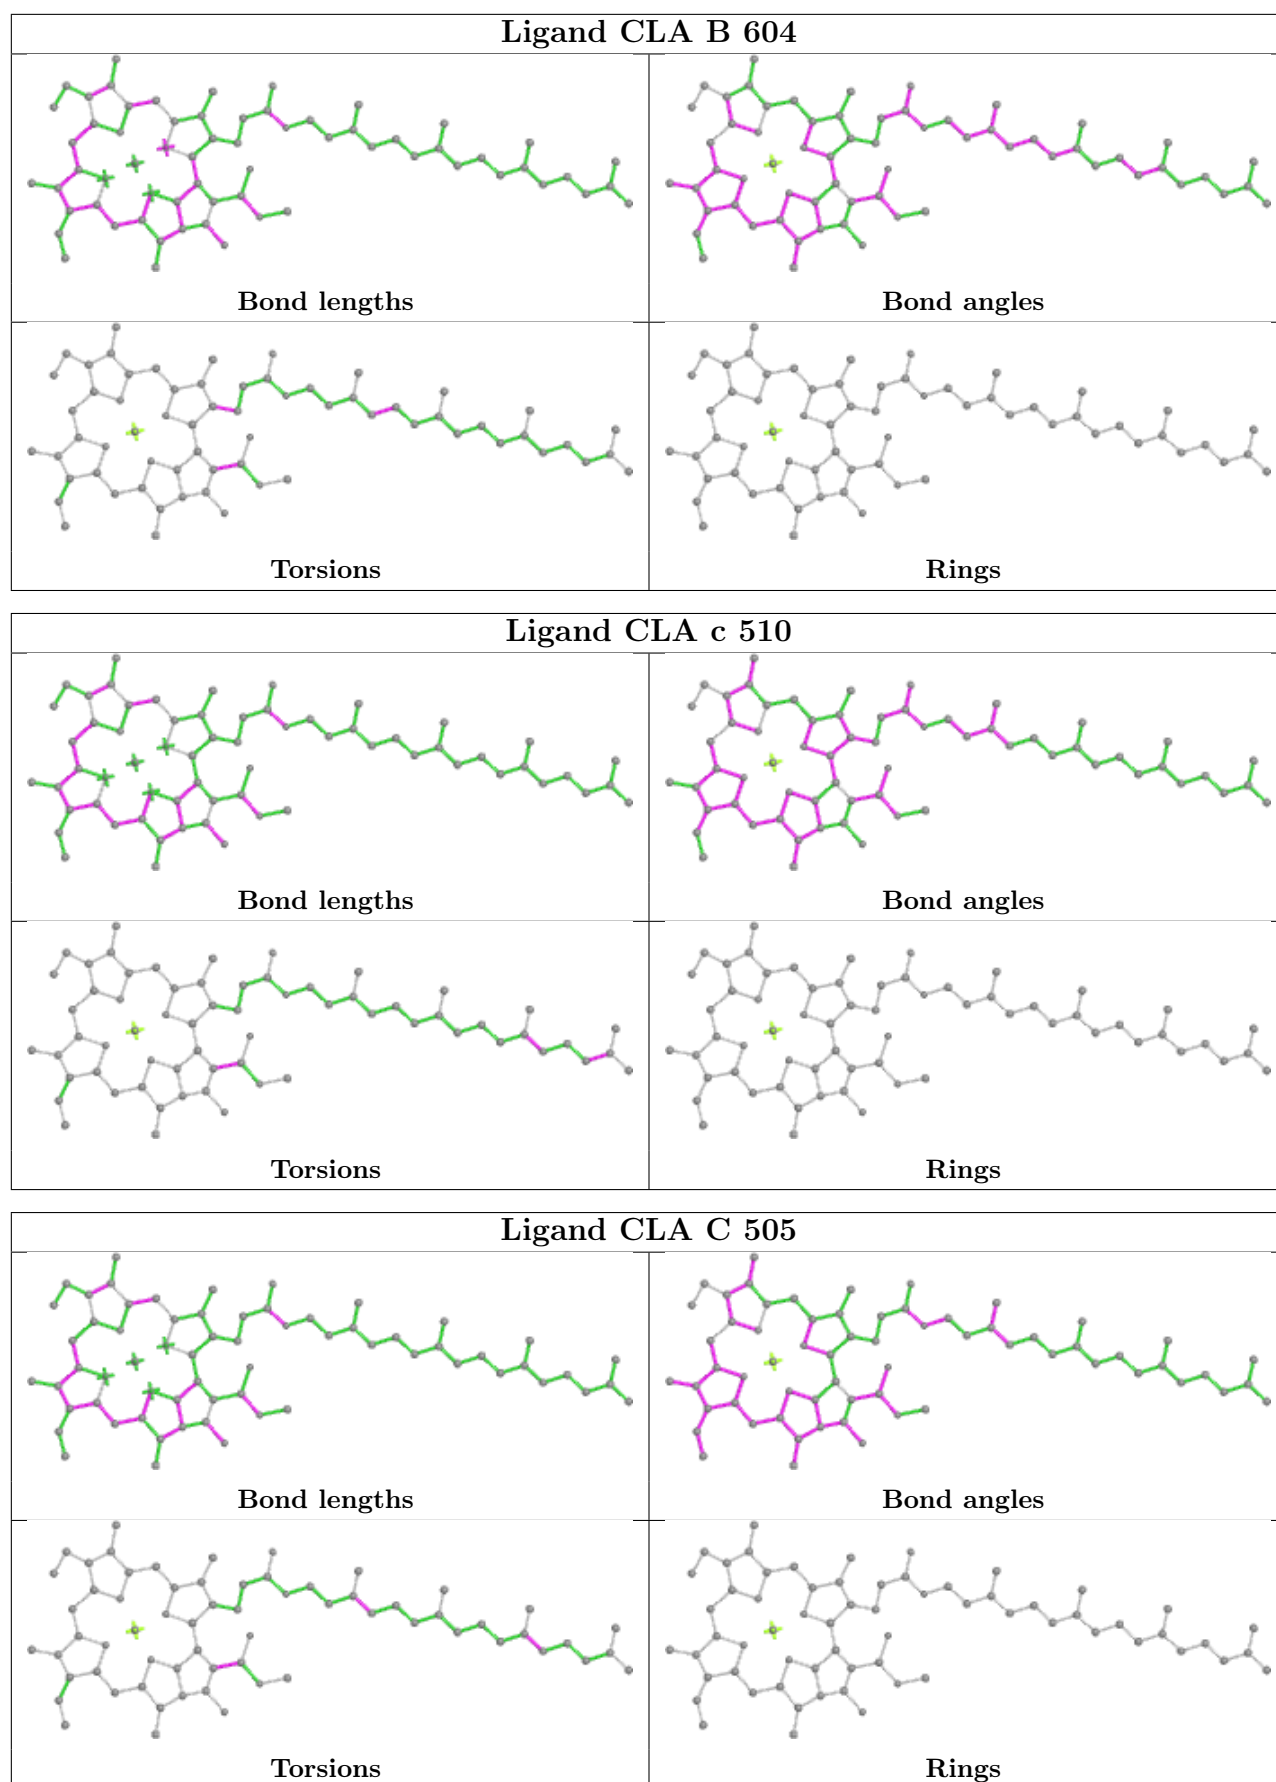 Ligand CLA B 604
Bond lengths
Bond angles
Torsions
Rings
Ligand CLA c 510
Bond lengths
Bond angles
Torsions
Rings
Ligand CLA C 505
Bond lengths
Bond angles
Torsions
Rings